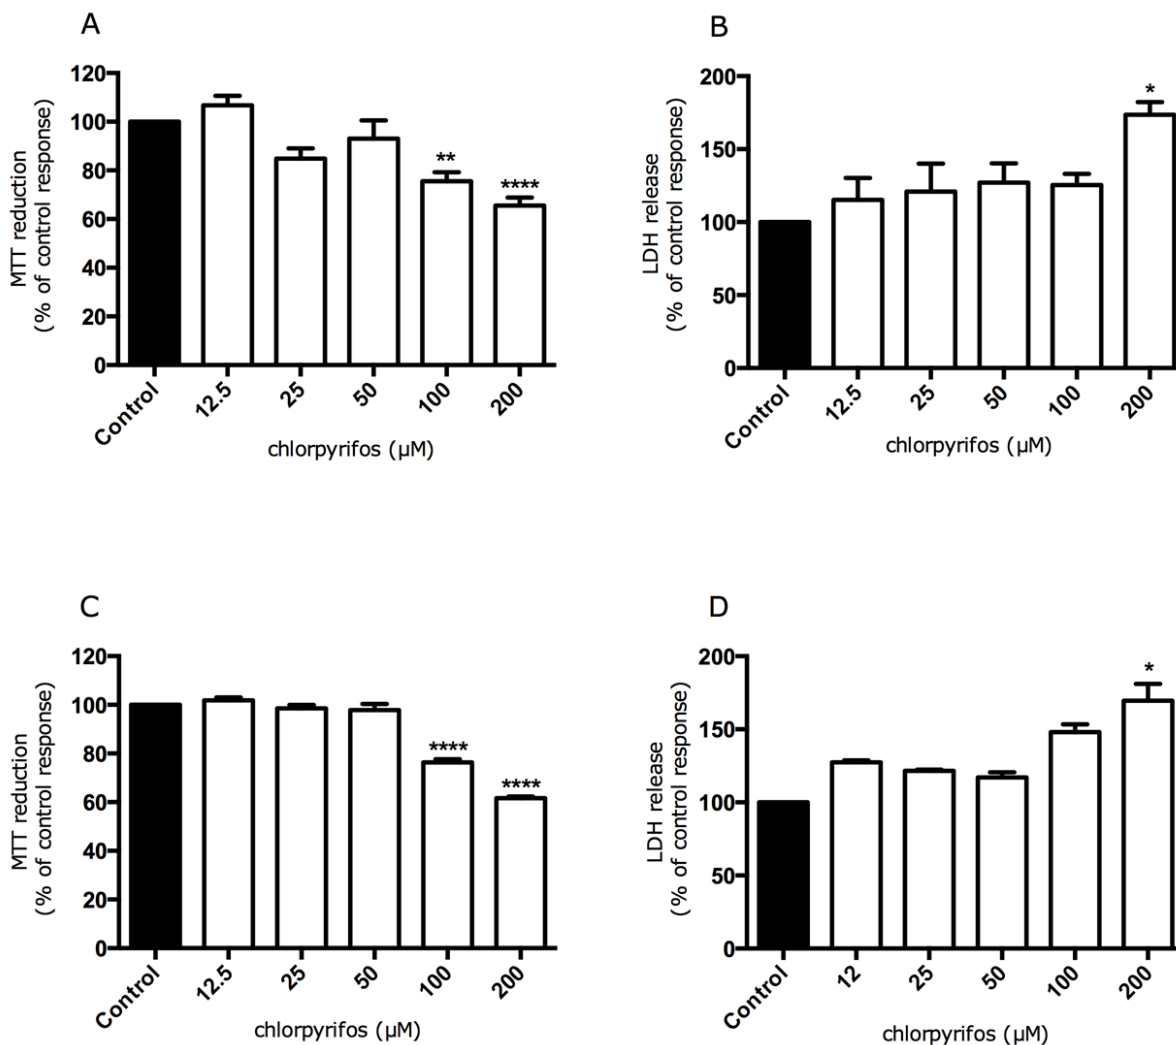 A
MTT reduction
(% of control response)
120
100
80
60
40
20
0
**
****
Control
12.5
25
50
100
200
chlorpyrifos (µM)
B
LDH release
(% of control response)
200
150
100
50
0
*
Control
12.5
25
50
100
200
chlorpyrifos (µM)
C
MTT reduction
(% of control response)
120
100
80
60
40
20
0
****
****
Control
12.5
25
50
100
200
chlorpyrifos (µM)
D
LDH release
(% of control response)
200
150
100
50
0
*
Control
12
25
50
100
200
chlorpyrifos (µM)